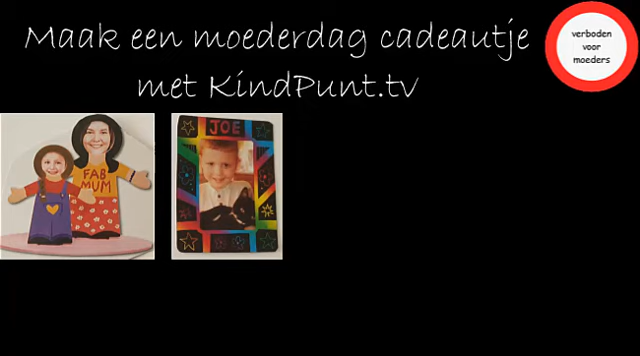 Maak een moederdag cadeautje
met KindPunt.tv
verboden
voor
moeders
FAB
MUM
JOE